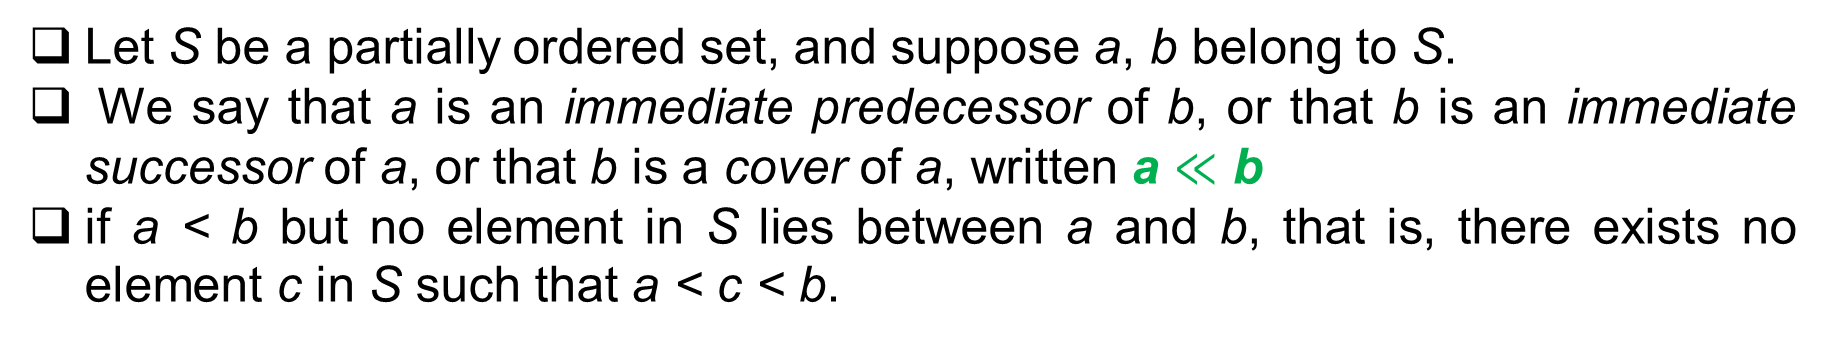 ❑ Let S be a partially ordered set, and suppose a, b belong to S.
❑ We say that a is an immediate predecessor of b, or that b is an immediate
successor of a, or that b is a cover of a, written a ≪ b
❑ if a < b but no element in S lies between a and b, that is, there exists no
element c in S such that a < c < b.